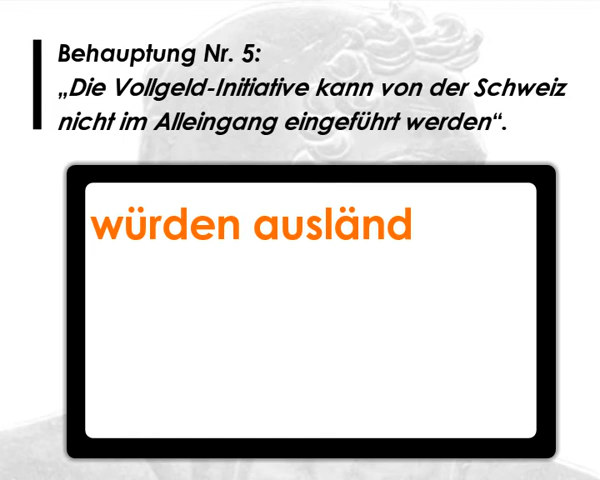 Behauptung Nr. 5:
„Die Vollgeld-Initiative kann von der Schweiz
nicht im Alleingang eingeführt werden“.
würden ausländ